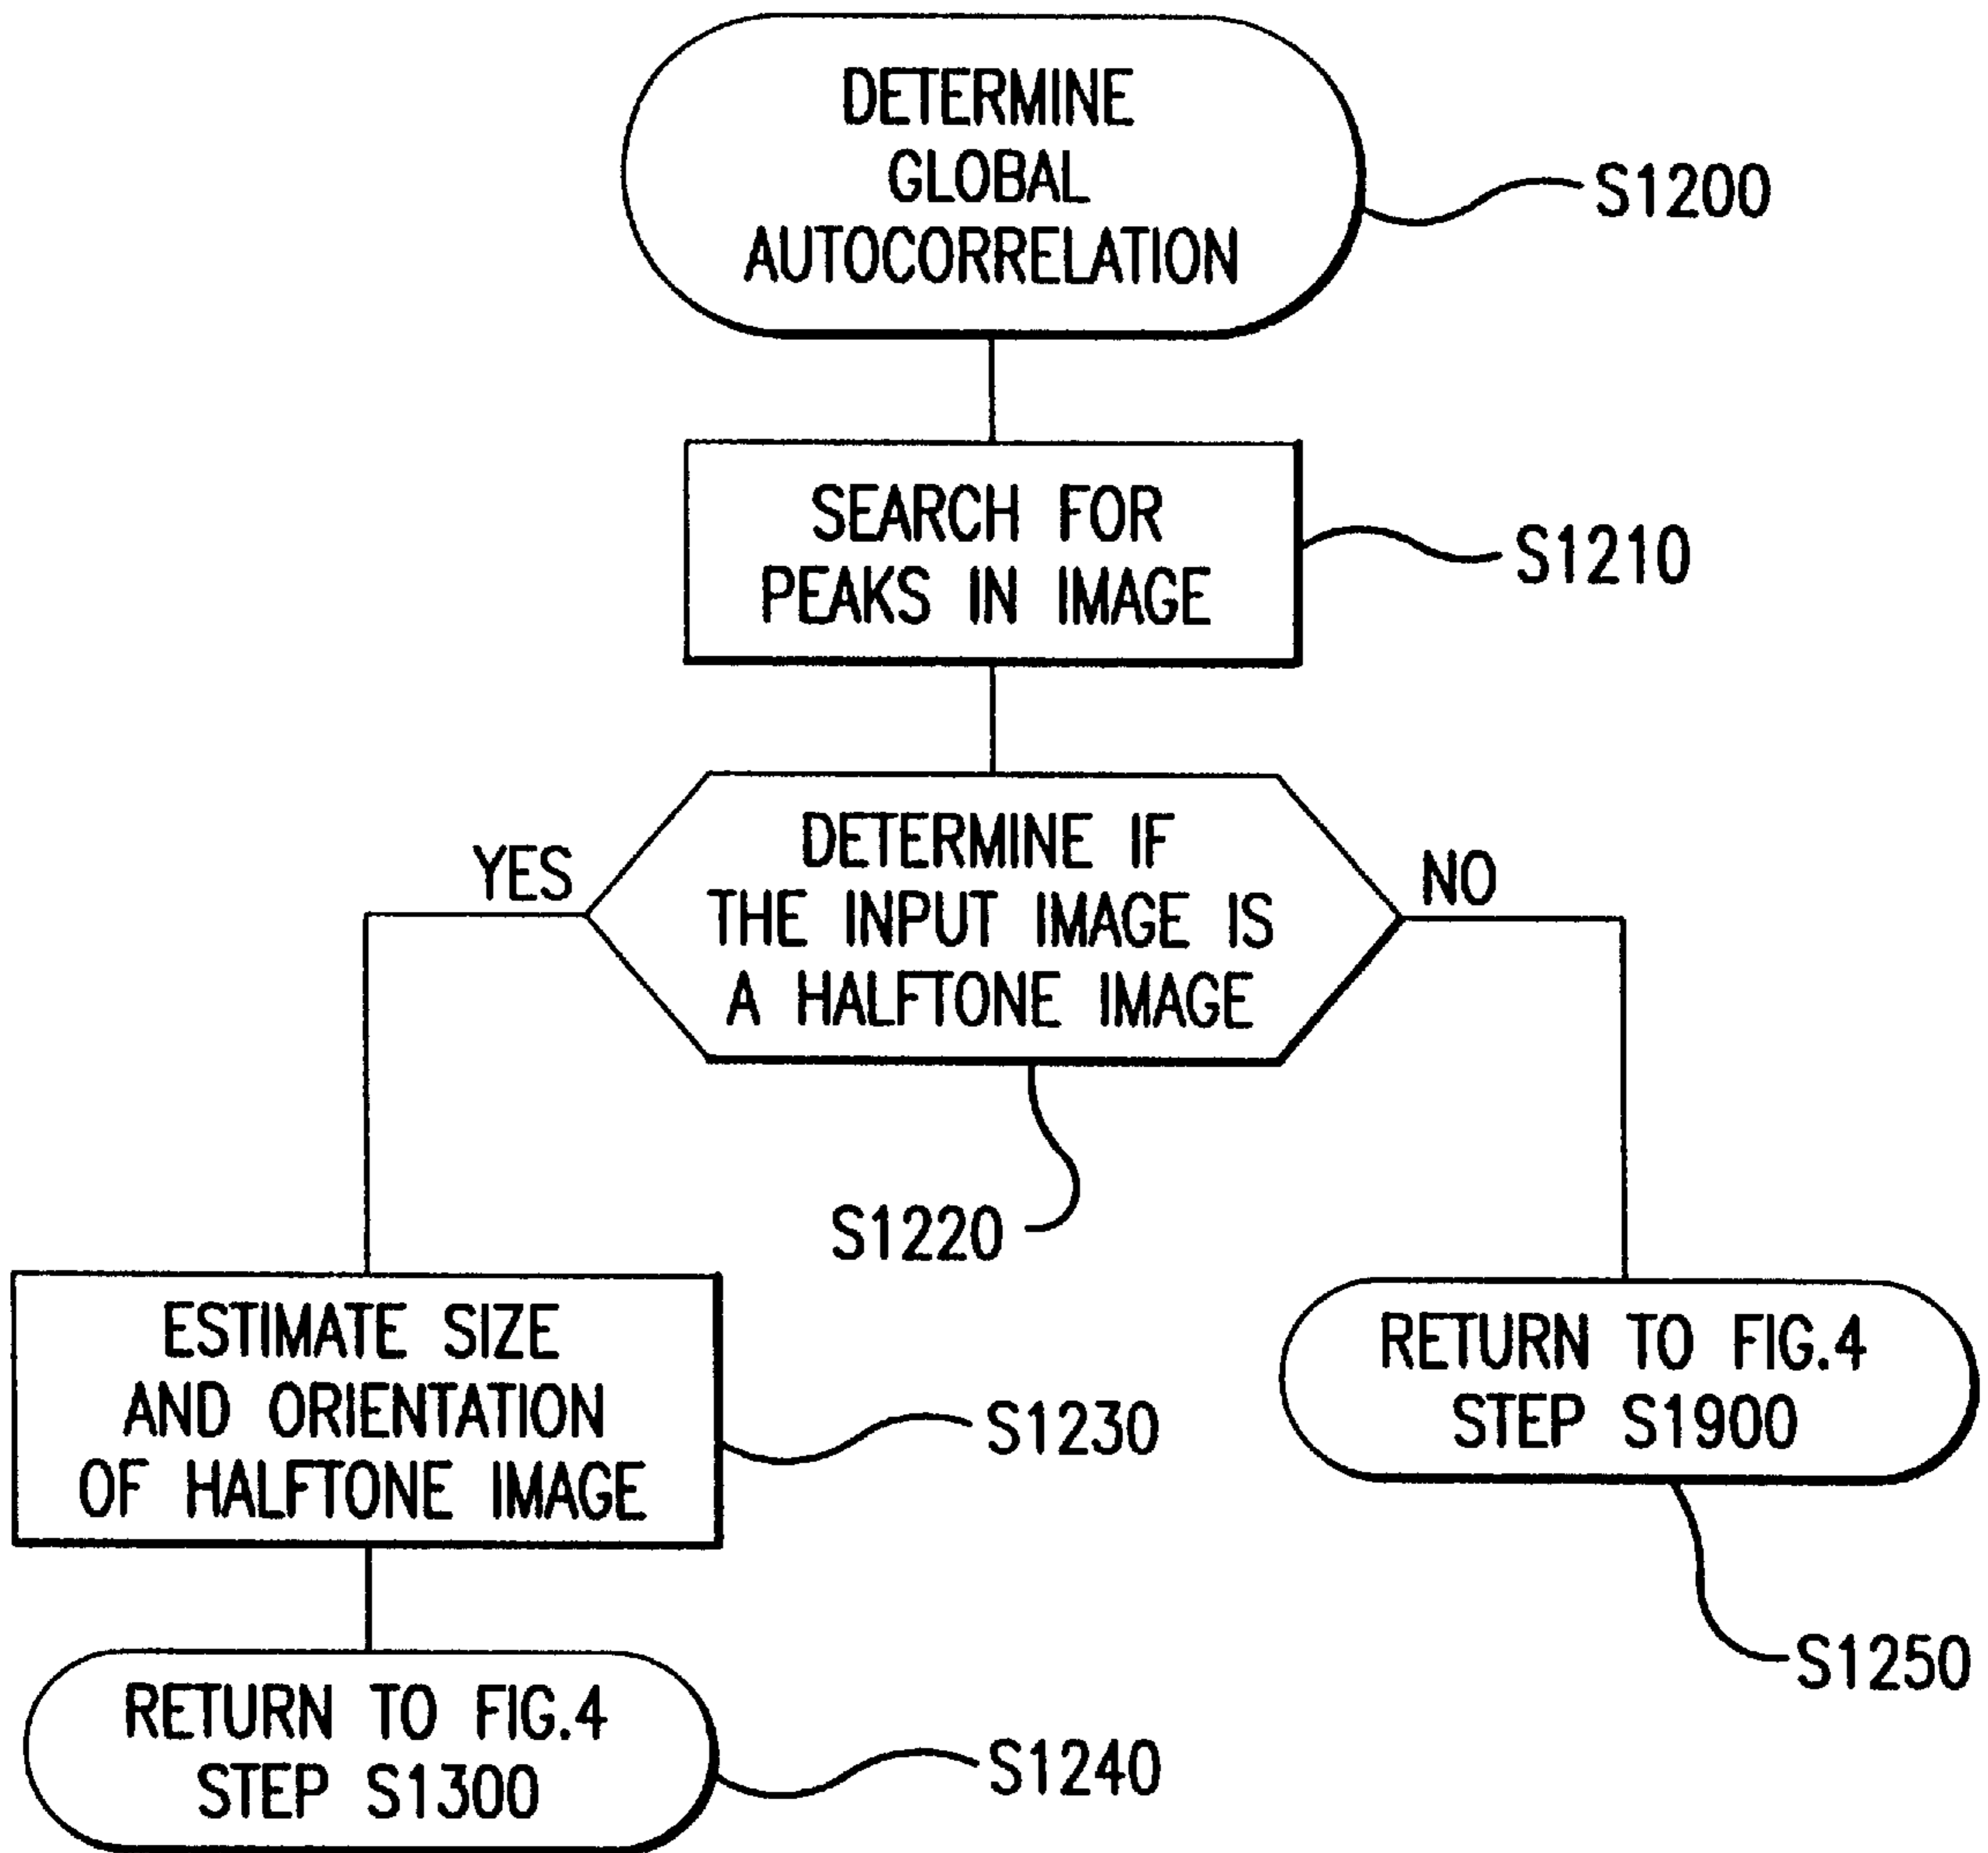 DETERMINE
GLOBAL
AUTOCORRELATION
S1200
SEARCH FOR
PEAKS IN IMAGE
S1210
DETERMINE IF
THE INPUT IMAGE IS
A HALFTONE IMAGE
YES
NO
S1220
ESTIMATE SIZE
AND ORIENTATION
OF HALFTONE IMAGE
S1230
RETURN TO FIG.4
STEP S1900
S1250
RETURN TO FIG.4
STEP S1300
S1240